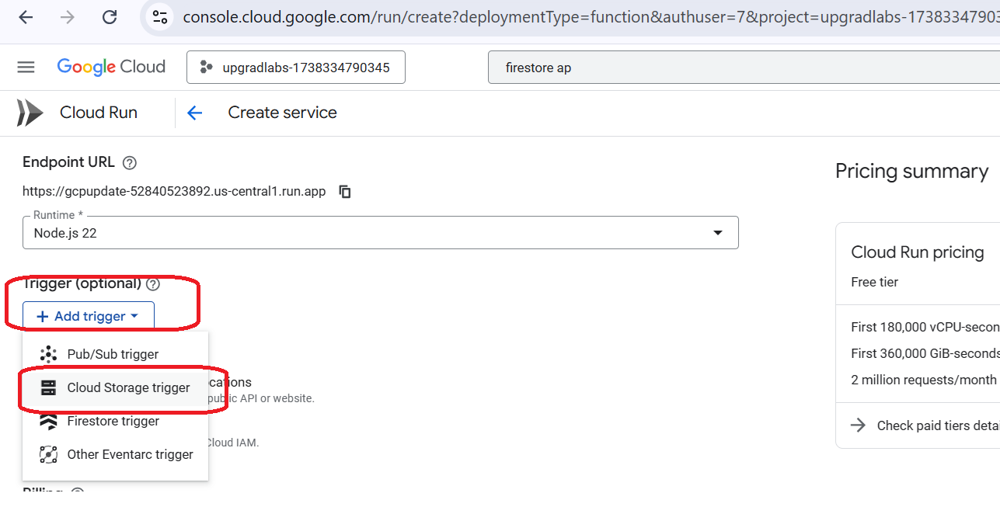 console.cloud.google.com/run/create?deploymentType=function&authuser=7&project=upgradlabs-1738334790
Google Cloud
upgradlabs-1738334790345
firestore ap
Cloud Run
Create service
Endpoint URL
https://gcpupdate-52840523892.us-central1.run.app
Runtime *
Node.js 22
Trigger (optional)
+ Add trigger
Pub/Sub trigger
Cloud Storage trigger
cations
public API or website.
Firestore trigger
Cloud IAM.
Other Eventarc trigger
Billing
Pricing summary
Cloud Run pricing
Free tier
First 180,000 vCPU-secon
First 360,000 GiB-seconds
2 million requests/month
Check paid tiers detai